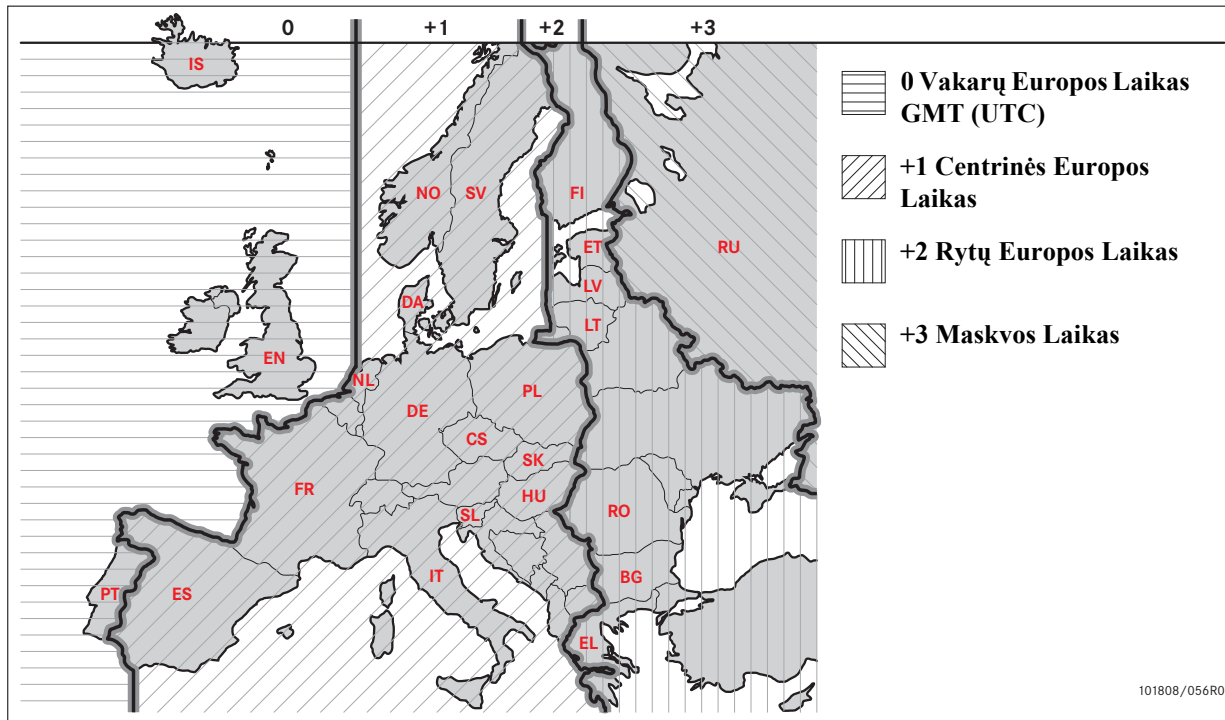 0 +1 +2 +3
IS
0 Vakarų Europos Laikas
GMT (UTC)
+1 Centrinės Europos
Laikas
+2 Rytų Europos Laikas
+3 Maskvos Laikas
NO SV FI
ET RU
LV
DA
LT
EN
NL
PL
DE
CS
SK
FR HU
SL RO
IT BG
PT ES
EL
101808/056R0